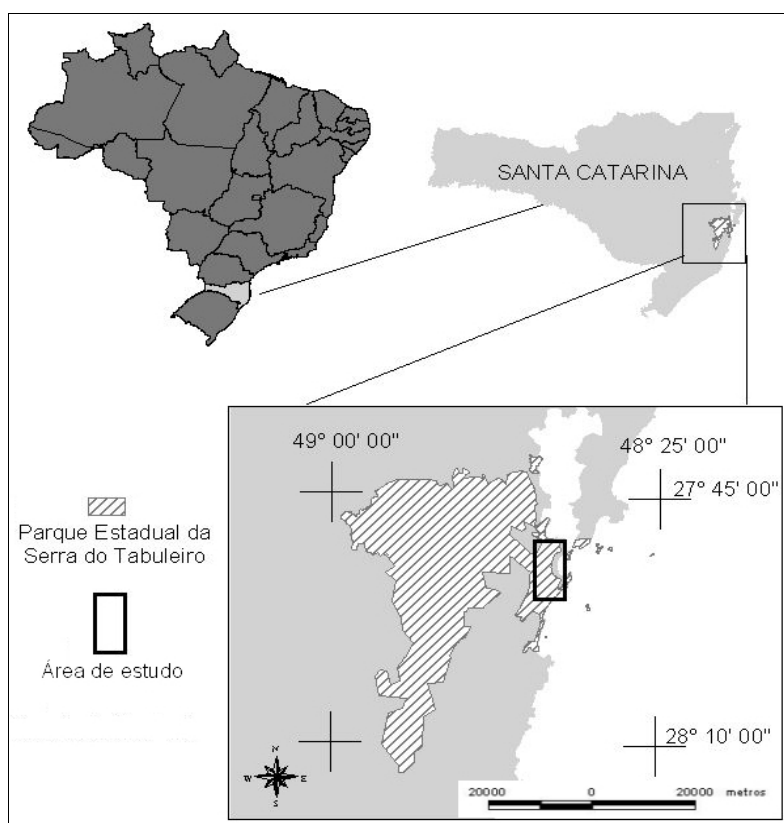 SANTA CATARINA
49° 00' 00"
48° 25' 00"
27° 45' 00"
Parque Estadual da
Serra do Tabuleiro
Área de estudo
28° 10' 00"
N
W E
S
20000 0 20000 metros